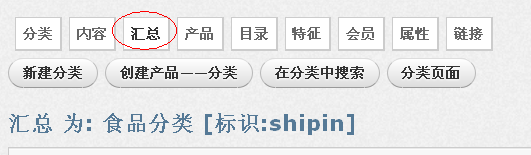 分类 内容 汇总 产品 目录 特征 会员 属性 链接
新建分类 创建产品——分类 在分类中搜索 分类页面
汇总 为: 食品分类 [标识:shipin]